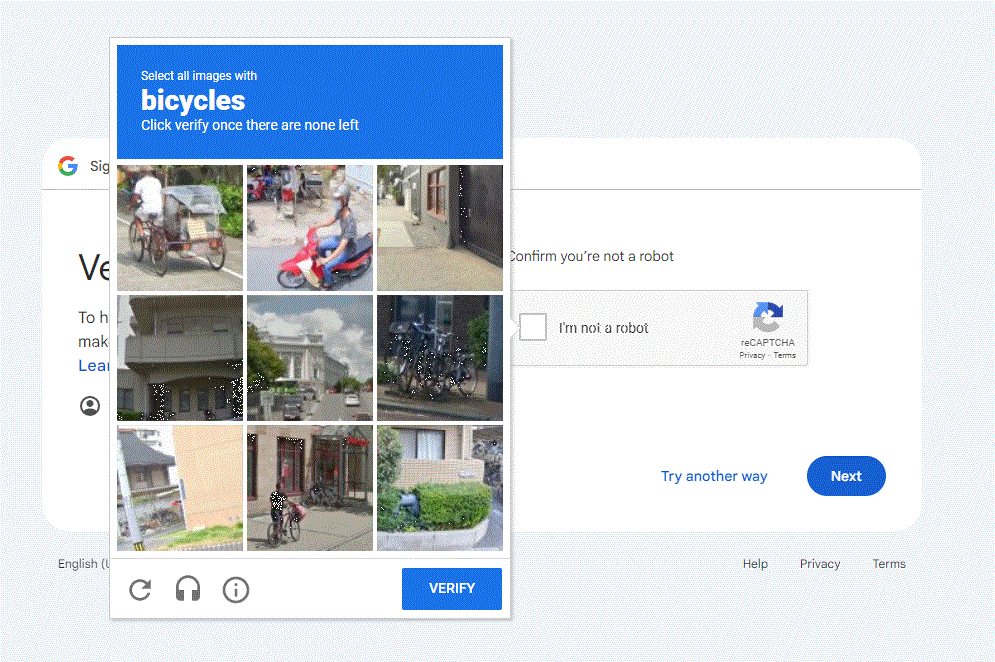 Select all images with
bicycles
Click verify once there are none left
G Sig
Ve
Confirm you're not a robot
To h
mak
Lear
I'm not a robot
reCAPTCHA
Privacy - Terms
Try another way
Next
English (U
Help
Privacy
Terms
VERIFY